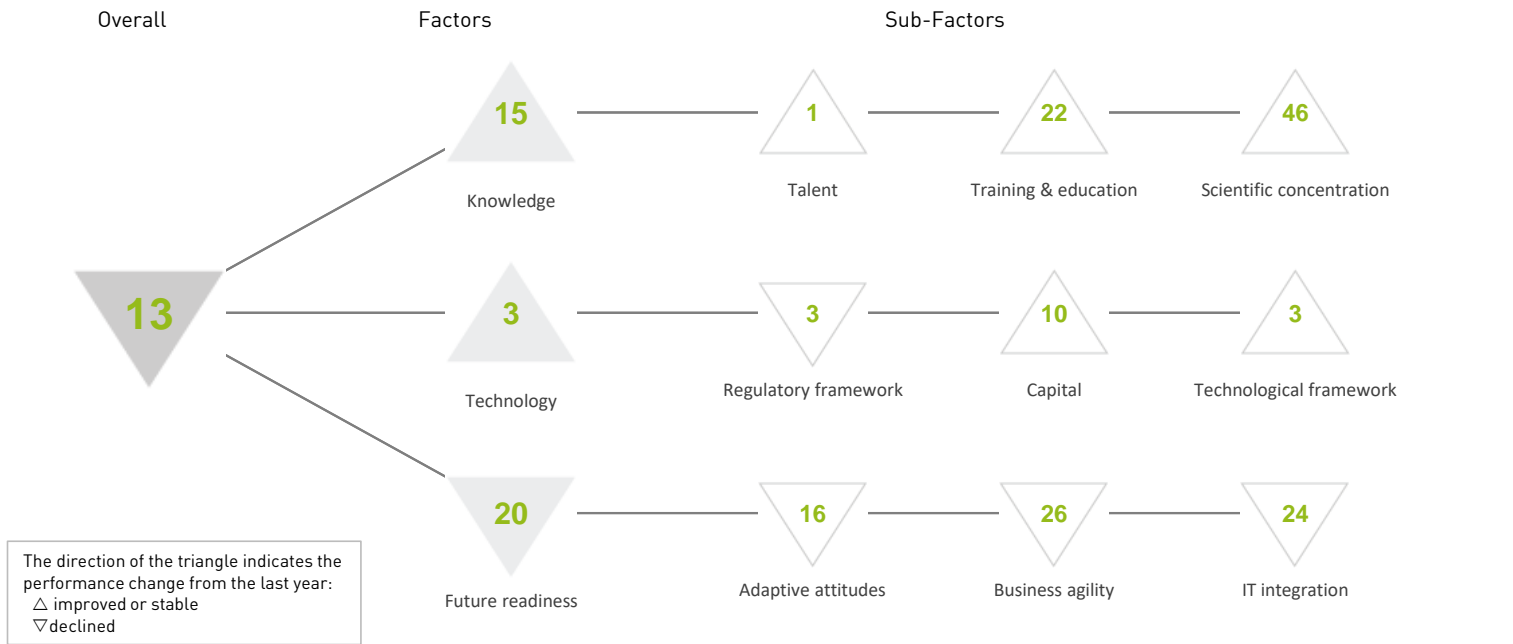 Overall
Factors
Sub-Factors
15
1
22
46
Knowledge
Talent
Training & education
Scientific concentration
13
3
3
10
3
Technology
Regulatory framework
Capital
Technological framework
20
16
26
24
Future readiness
Adaptive attitudes
Business agility
IT integration
The direction of the triangle indicates the
performance change from the last year:
△ improved or stable
▽declined